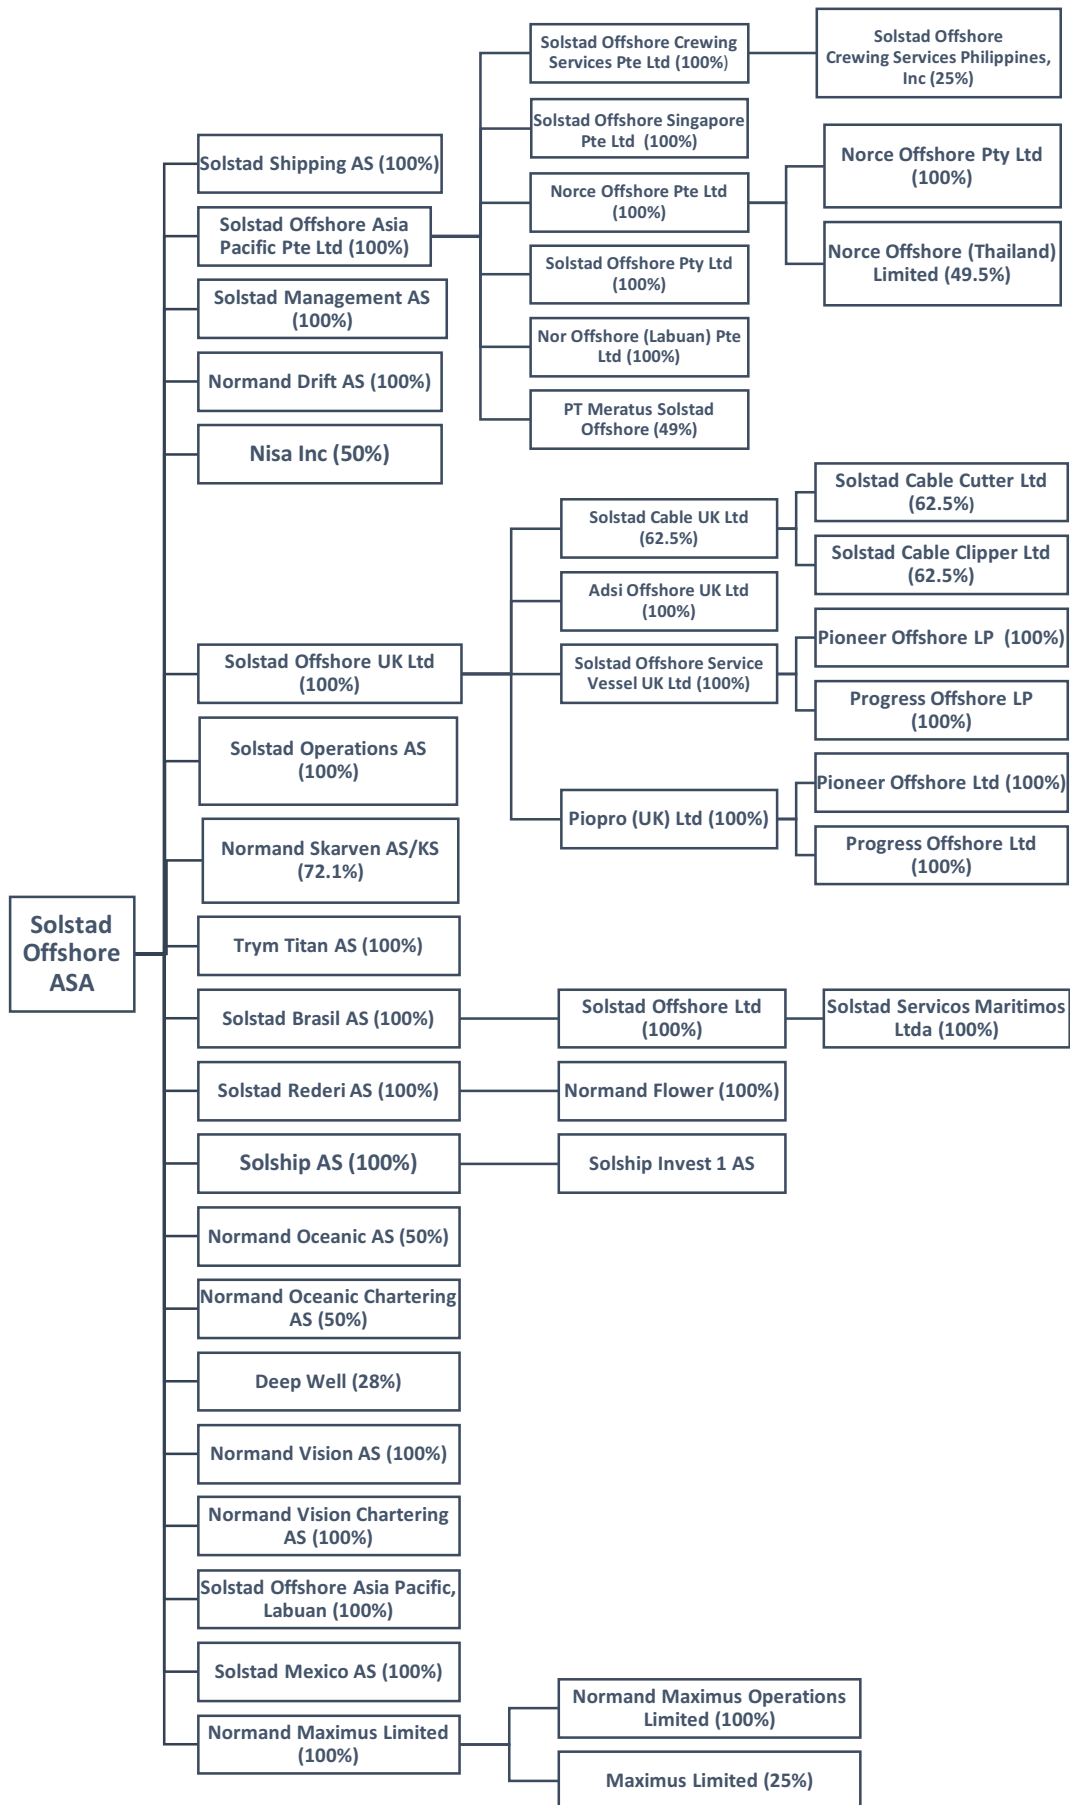 Solstad
Offshore
ASA
Solstad Shipping AS (100%)
Solstad Offshore Asia
Pacific Pte Ltd (100%)
Solstad Offshore Crewing
Services Pte Ltd (100%)
Solstad Offshore
Crewing Services Philippines,
Inc (25%)
Solstad Offshore Singapore
Pte Ltd (100%)
Norce Offshore Pte Ltd
(100%)
Norce Offshore Pty Ltd
(100%)
Norce Offshore (Thailand)
Limited (49.5%)
Solstad Offshore Pty Ltd
(100%)
Nor Offshore (Labuan) Pte
Ltd (100%)
PT Meratus Solstad
Offshore (49%)
Solstad Management AS
(100%)
Normand Drift AS (100%)
Nisa Inc (50%)
Solstad Offshore UK Ltd
(100%)
Solstad Cable UK Ltd
(62.5%)
Solstad Cable Cutter Ltd
(62.5%)
Solstad Cable Clipper Ltd
(62.5%)
Adsi Offshore UK Ltd
(100%)
Solstad Offshore Service
Vessel UK Ltd (100%)
Pioneer Offshore LP (100%)
Progress Offshore LP
(100%)
Piopro (UK) Ltd (100%)
Pioneer Offshore Ltd (100%)
Progress Offshore Ltd
(100%)
Solstad Operations AS
(100%)
Normand Skarven AS/KS
(72.1%)
Trym Titan AS (100%)
Solstad Brasil AS (100%)
Solstad Offshore Ltd
(100%)
Solstad Servicos Maritimos
Ltda (100%)
Solstad Rederi AS (100%)
Normand Flower (100%)
Solship AS (100%)
Solship Invest 1 AS
Normand Oceanic AS (50%)
Normand Oceanic Chartering
AS (50%)
Deep Well (28%)
Normand Vision AS (100%)
Normand Vision Chartering
AS (100%)
Solstad Offshore Asia Pacific,
Labuan (100%)
Solstad Mexico AS (100%)
Normand Maximus Limited
(100%)
Normand Maximus Operations
Limited (100%)
Maximus Limited (25%)